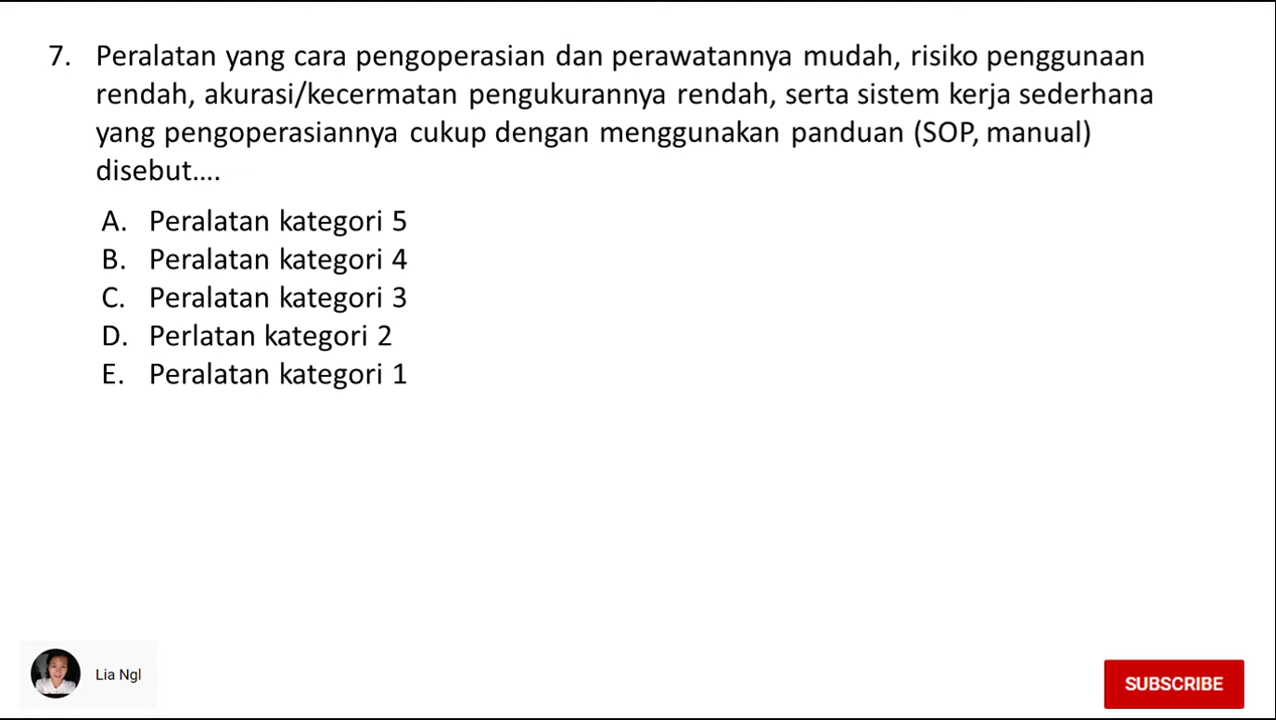 7. Peralatan yang cara pengoperasian dan perawatannya mudah, risiko penggunaan
rendah, akurasi/kecermatan pengukurannya rendah, serta sistem kerja sederhana
yang pengoperasiannya cukup dengan menggunakan panduan (SOP, manual)
disebut....
A. Peralatan kategori 5
B. Peralatan kategori 4
C. Peralatan kategori 3
D. Perlatan kategori 2
E. Peralatan kategori 1
Lia Ngl
SUBSCRIBE